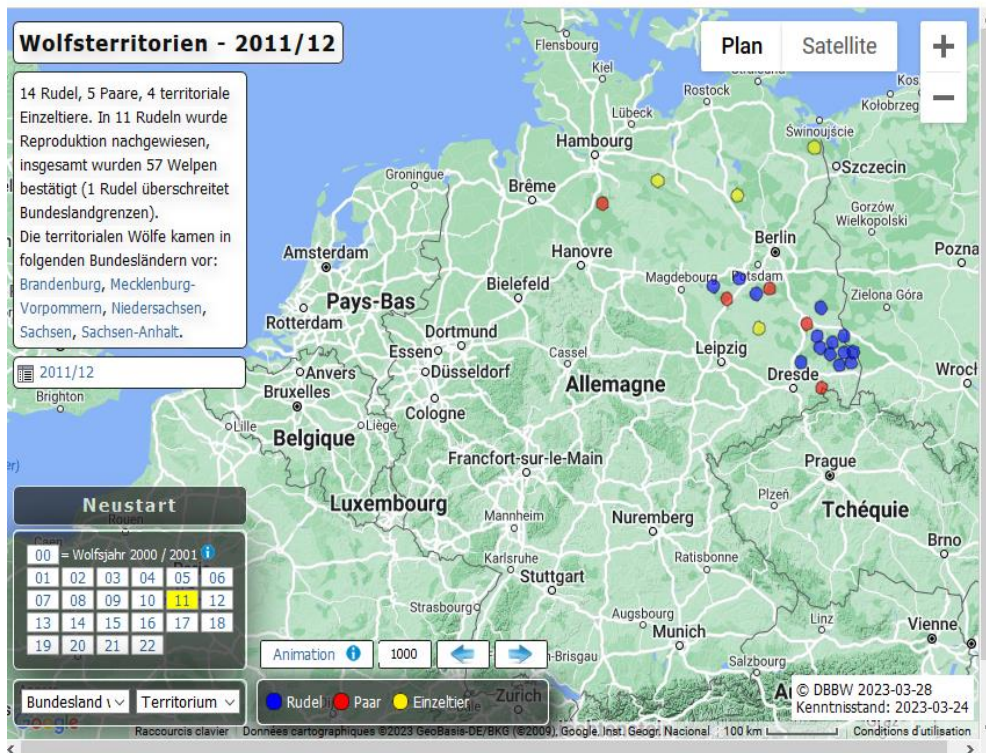 Wolfsterritorien - 2011/12
14 Rudel, 5 Paare, 4 territoriale
Einzeltiere. In 11 Rudeln wurde
Reproduktion nachgewiesen,
insgesamt wurden 57 Welpen
bestätigt (1 Rudel überschreitet
Bundeslandgrenzen).
Die territorialen Wölfe kamen in
folgenden Bundesländern vor:
Brandenburg, Mecklenburg-
Vorpommern, Niedersachsen,
Sachsen, Sachsen-Anhalt.
2011/12
Plan Satellite
+
−
Flensbourg
Kiel
Rostock
Kołobrzeg
Lübeck
Świnoujście
Hambourg
Szczecin
Groningue
Brême
Gorzów
Wielkopolski
Berlin
Amsterdam
Hanovre
Pozna
Magdebourg Potsdam
Bielefeld
Zielona Góra
Pays-Bas
Rotterdam
Dortmund
Essen
Cassel
Leipzig
Anvers
Düsseldorf
Allemagne
Dresde
Wrocł
Brighton
Bruxelles
Cologne
Lille
Liège
Belgique
Francfort-sur-le-Main
Prague
Luxembourg
Plzeň
Tchéquie
Mannheim
Nuremberg
Brno
Karlsruhe
Ratisbonne
Stuttgart
Strasbourg
Augsbourg
Linz
Vienne
Munich
-Brisgau
Salzbourg
Zurich
Neustart
00 = Wolfsjahr 2000 / 2001
01 02 03 04 05 06
07 08 09 10 11 12
13 14 15 16 17 18
19 20 21 22
Animation 1000
Bundesland Territorium
Rudel Paar Einzeltier
© DBBW 2023-03-28
Kenntnisstand: 2023-03-24
Google
Raccourcis clavier Données cartographiques ©2023 GeoBasis-DE/BKG (©2009), Google, Inst. Geogr. Nacional 100 km Conditions d'utilisation